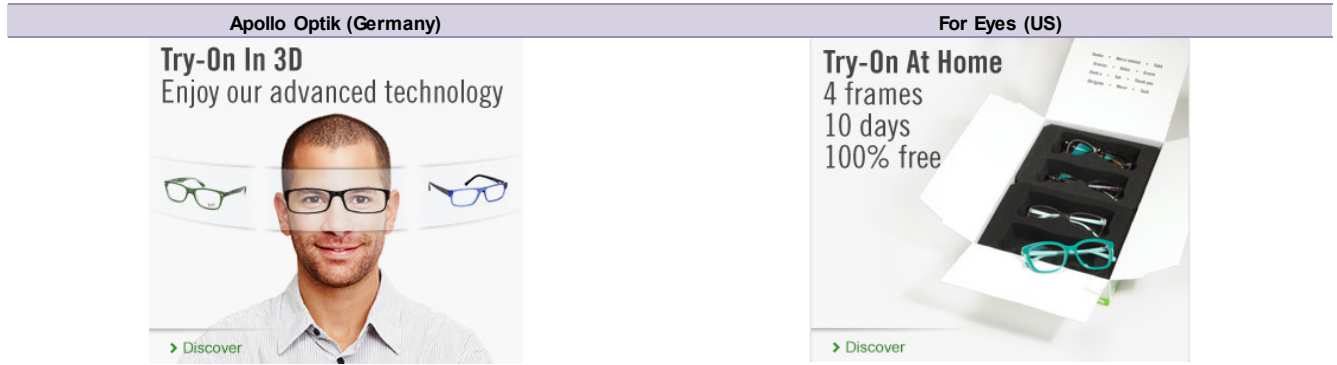 Apollo Optik (Germany)
For Eyes (US)
Try-On In 3D
Enjoy our advanced technology
> Discover
Try-On At Home
4 frames
10 days
100% free
> Discover